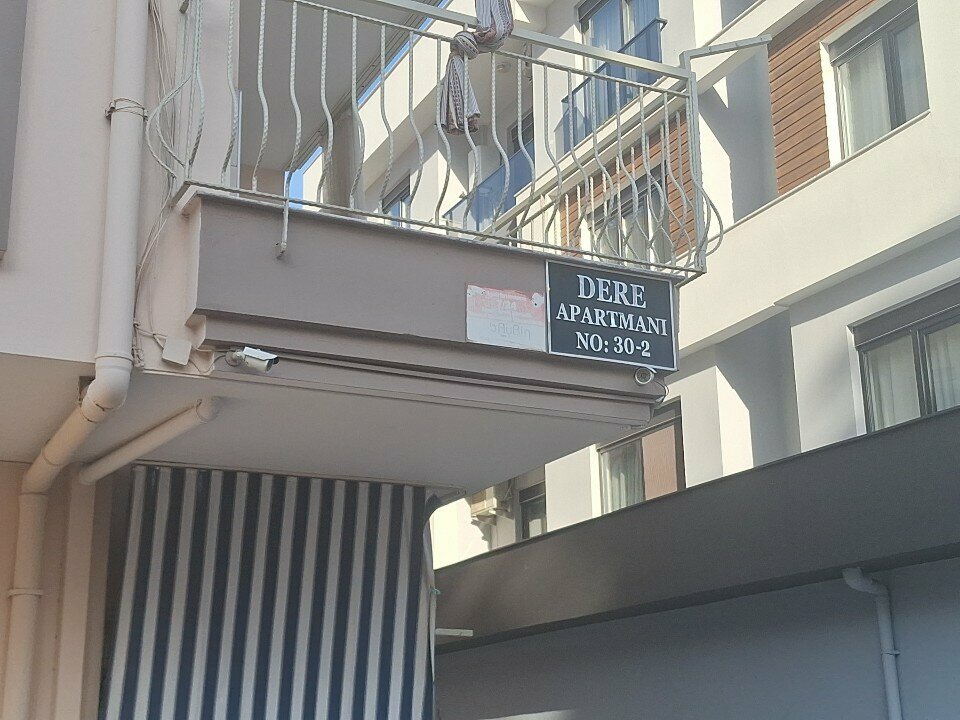 DERE
APARTMANI
NO: 30-2